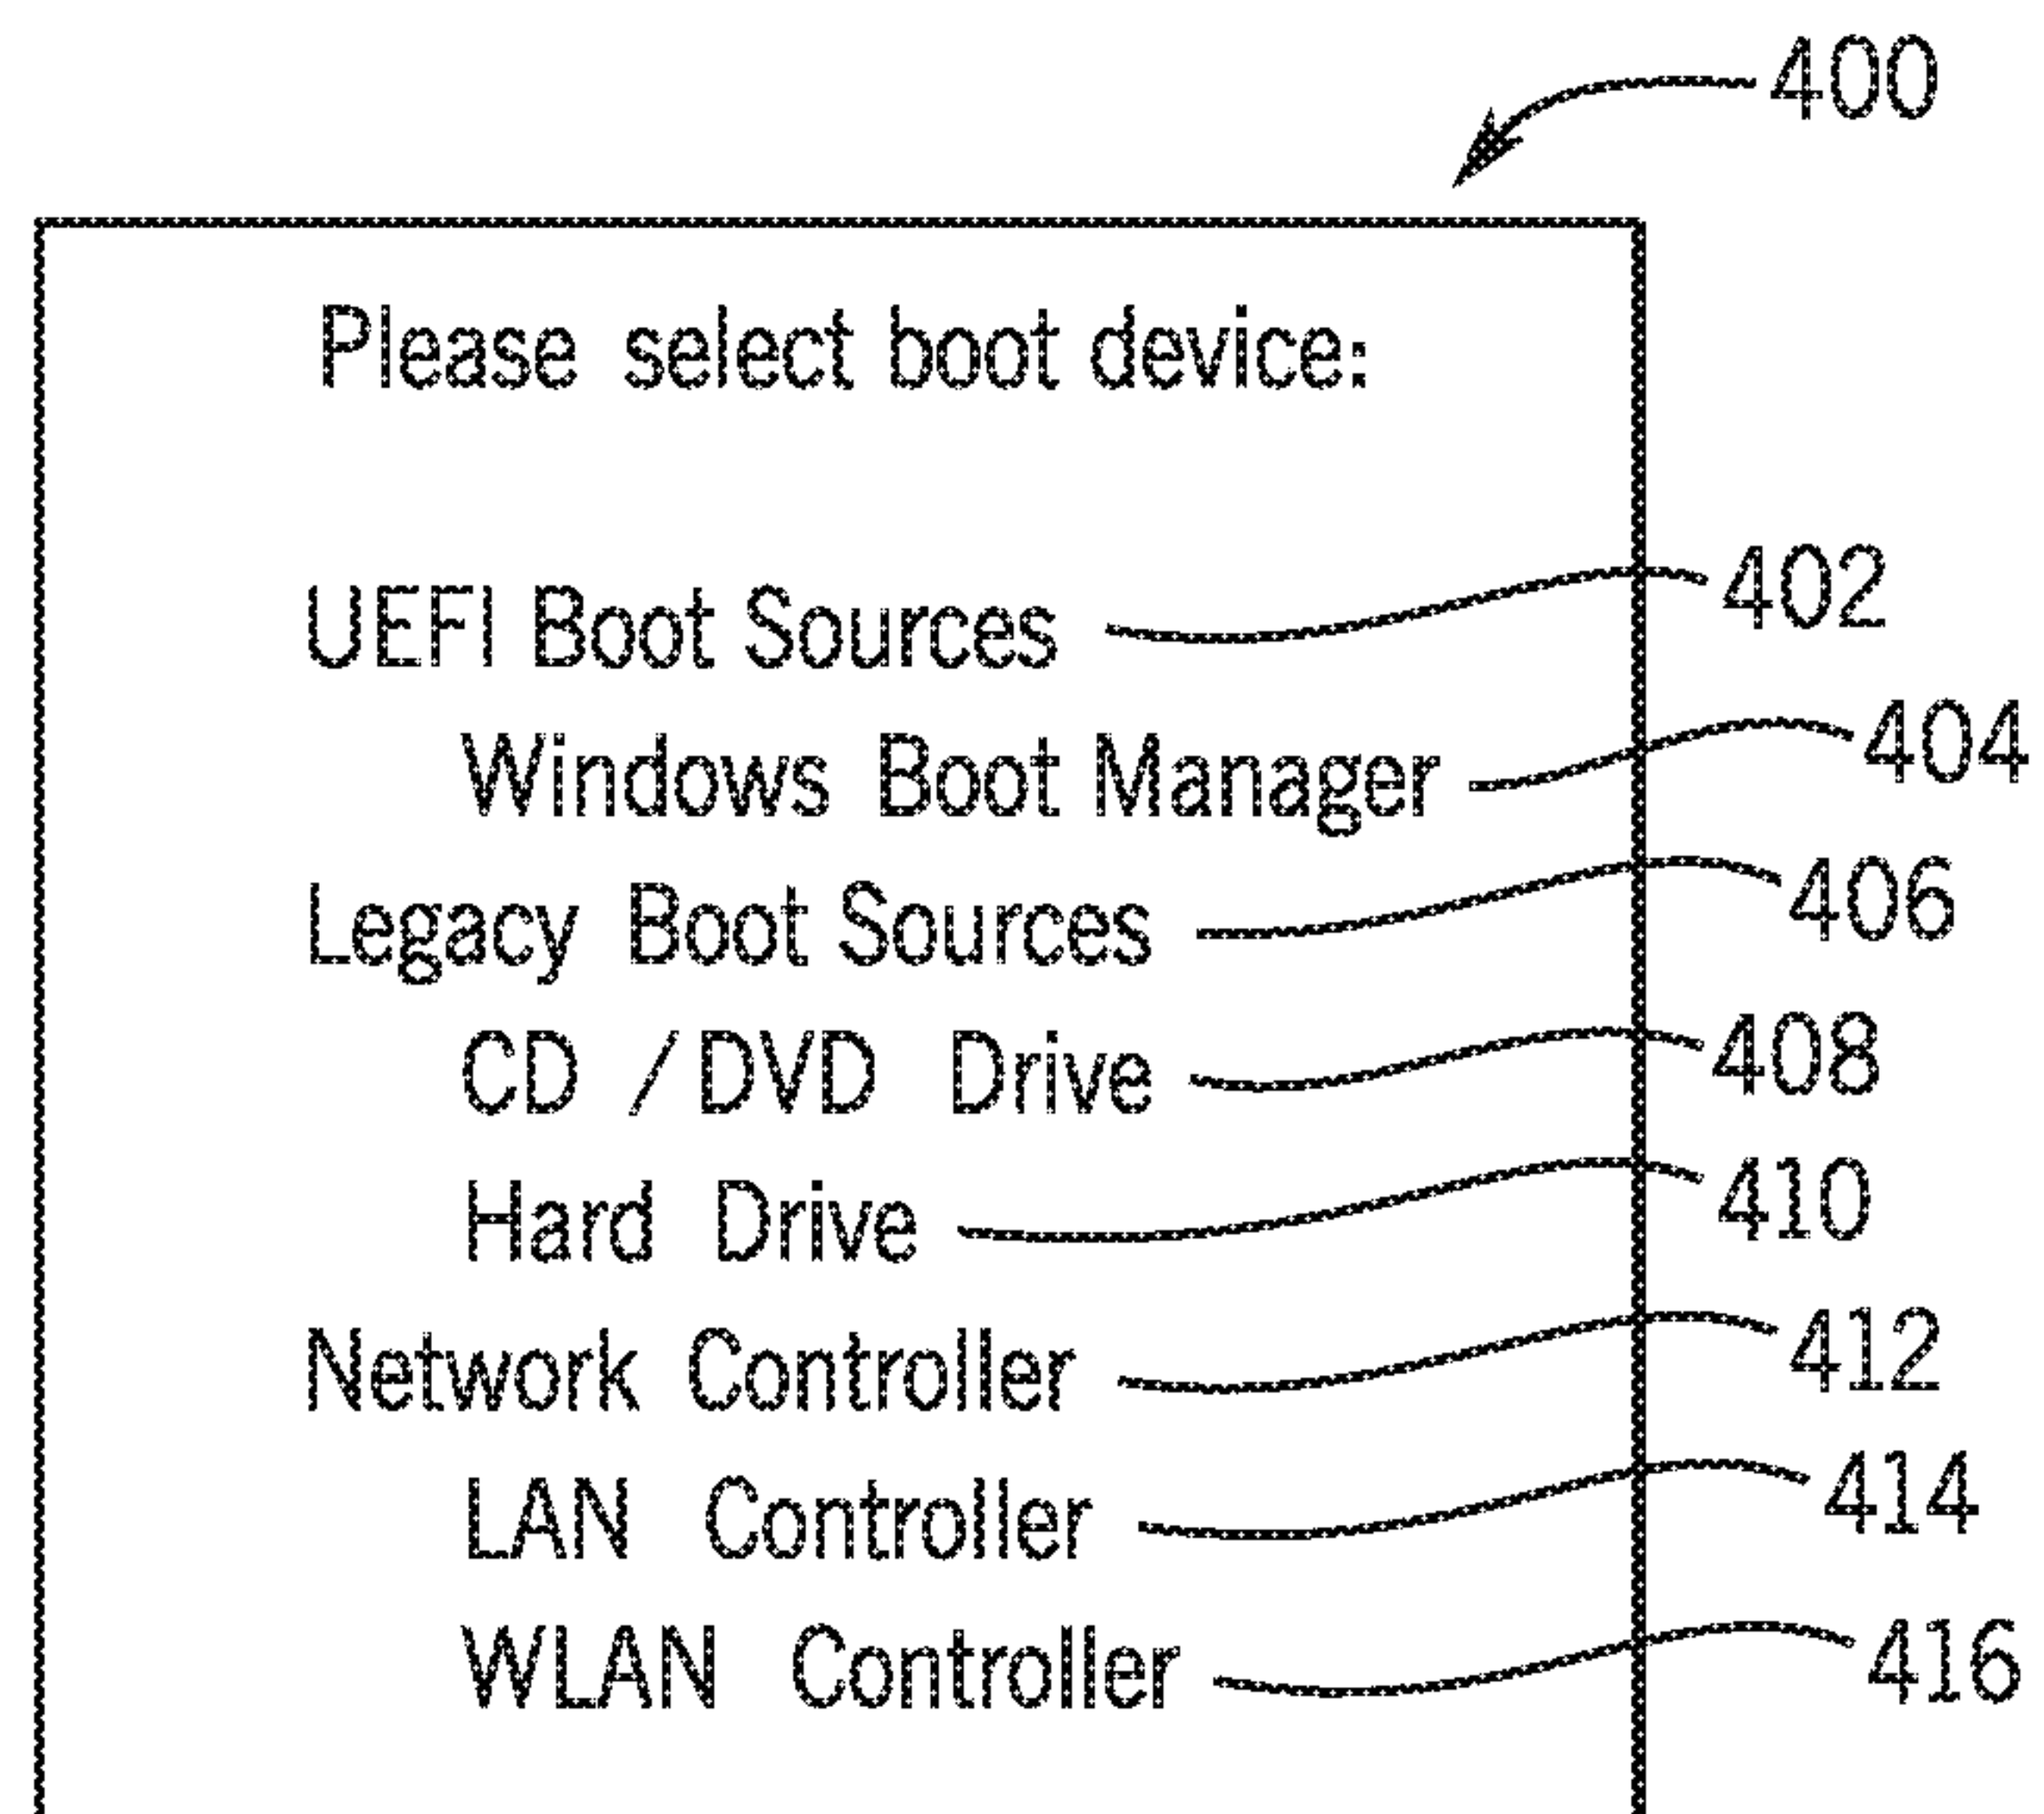 400
Please select boot device:
UEFI Boot Sources 402
Windows Boot Manager 404
Legacy Boot Sources 406
CD / DVD Drive 408
Hard Drive 410
Network Controller 412
LAN Controller 414
WLAN Controller 416